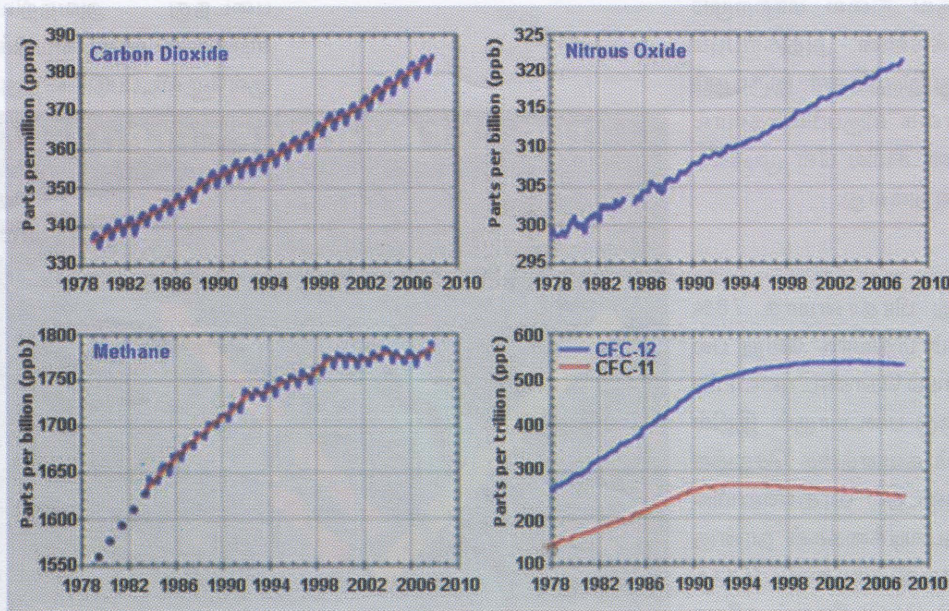 Carbon Dioxide
Parts permillion (ppm)
390
380
370
360
350
340
330
1978 1982 1986 1990 1994 1998 2002 2006 2010
Nitrous Oxide
Parts per billion (ppb)
325
320
315
310
305
300
295
1978 1982 1986 1990 1994 1998 2002 2006 2010
Methane
Parts per billion (ppb)
1800
1750
1700
1650
1600
1550
1978 1982 1986 1990 1994 1998 2002 2006 2010
CFC-12
CFC-11
Parts per trillion (ppt)
600
500
400
300
200
100
1978 1982 1986 1990 1994 1998 2002 2006 2010